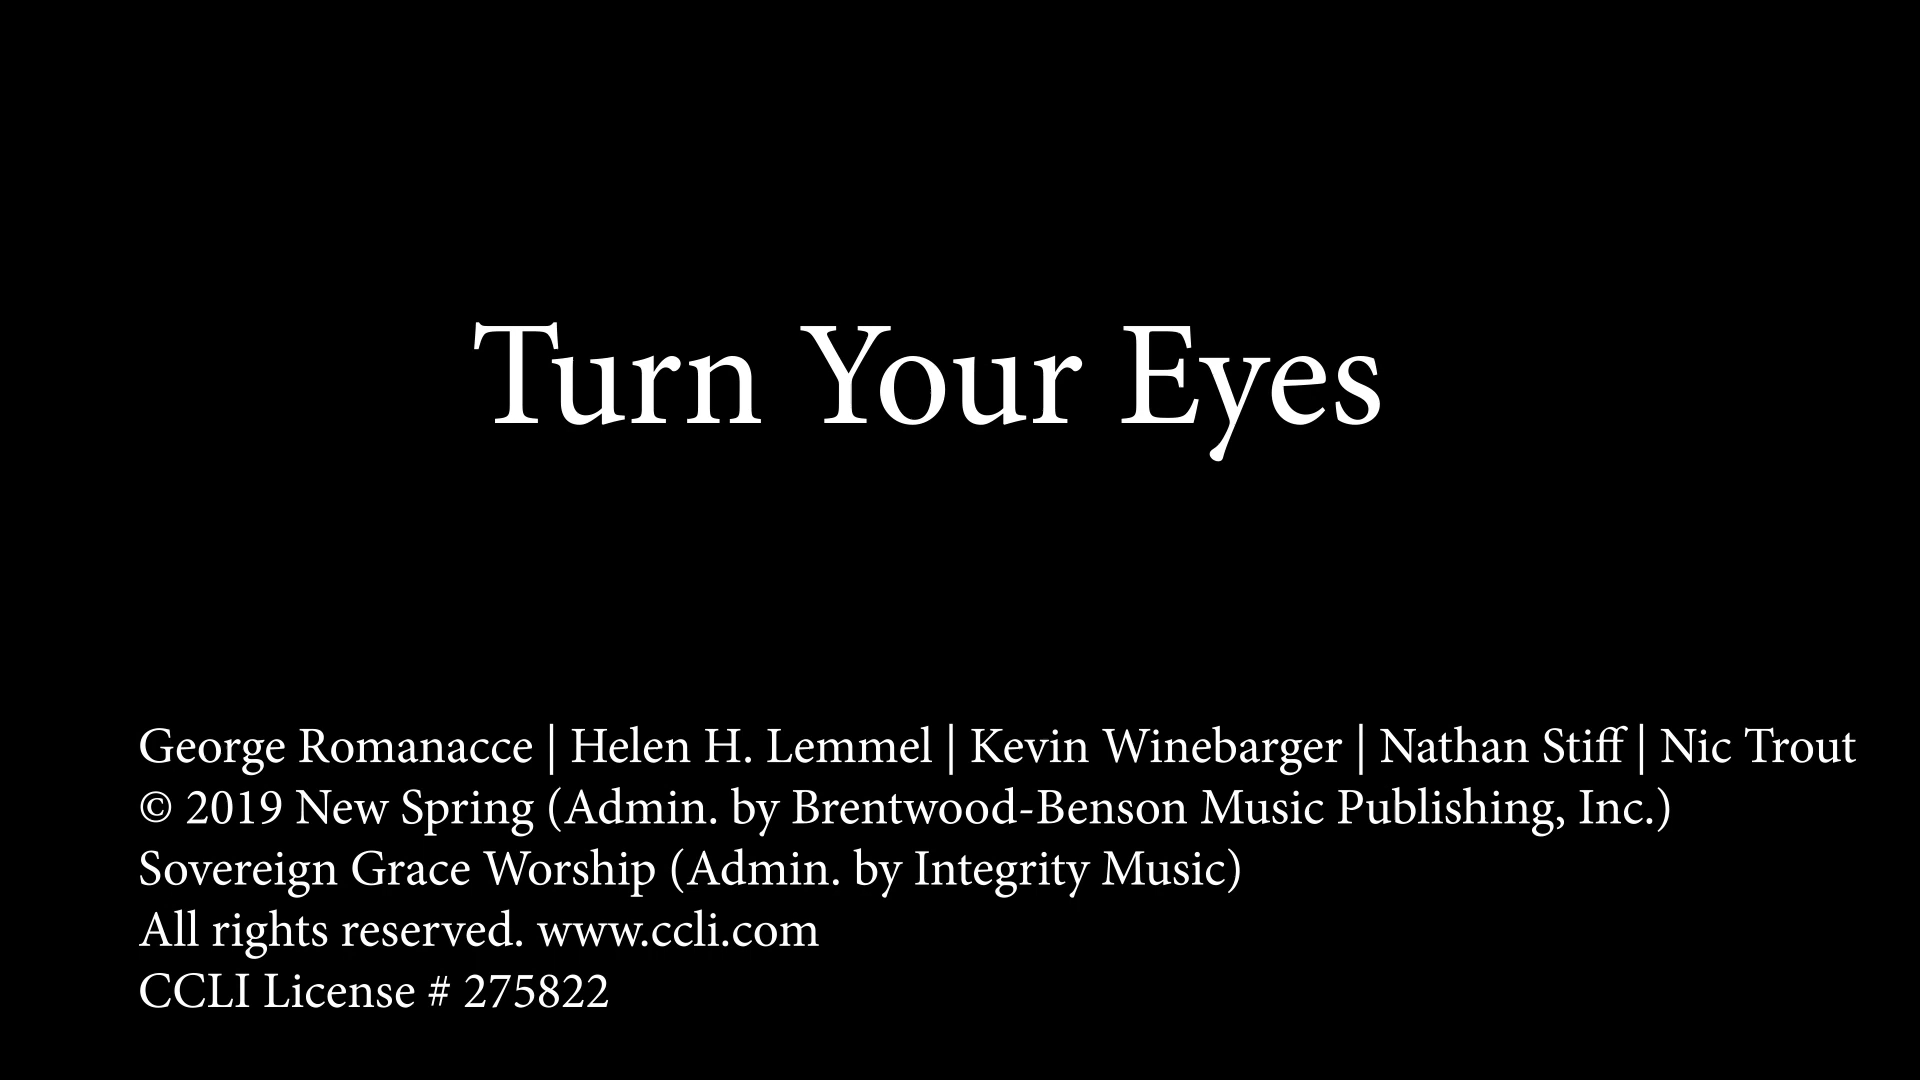 Turn Your Eyes
George Romanacce | Helen H. Lemmel | Kevin Winebarger | Nathan Stiff | Nic Trout
© 2019 New Spring (Admin. by Brentwood-Benson Music Publishing, Inc.)
Sovereign Grace Worship (Admin. by Integrity Music)
All rights reserved. www.ccli.com
CCLI License # 275822